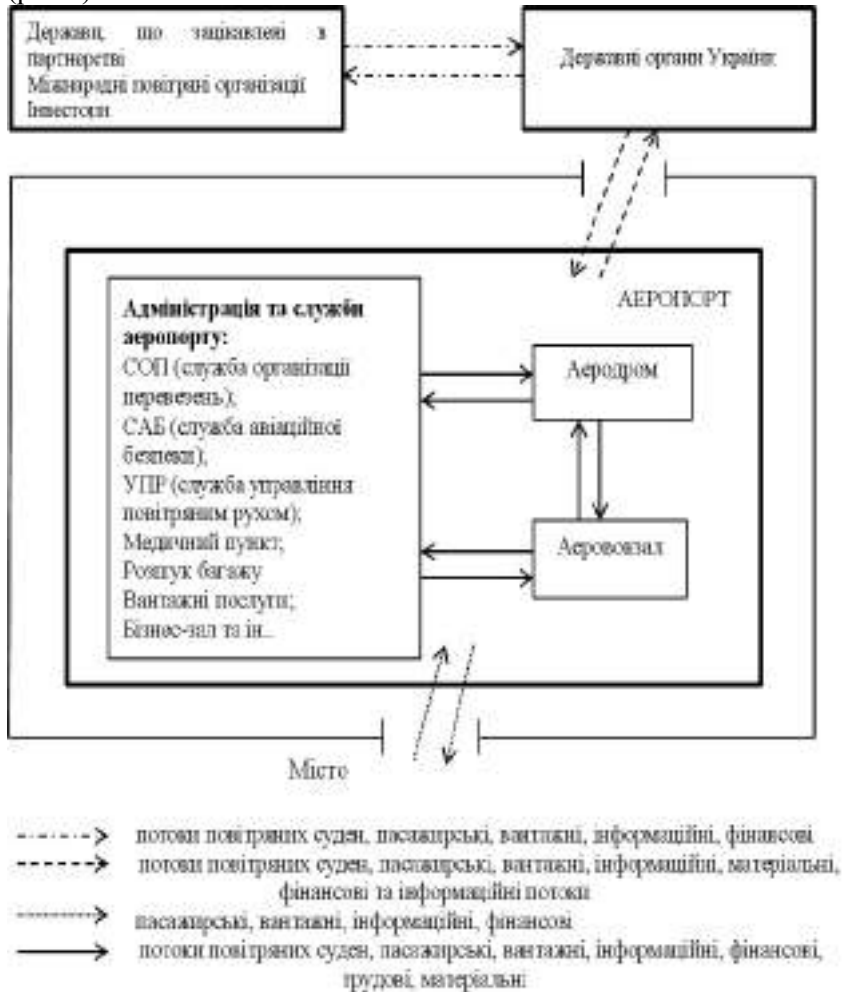 Держави, що зацікавлені в
партнерстві
Міжнародні повітряні організації
Інвестори
Державні органи України
АЕРОПОРТ
Адміністрація та служби
аеропорту:
СОП (служба організації
перевезень);
САБ (служба авіаційної
безпеки);
УПР (служба управління
повітряним рухом);
Медичний пункт;
Розшук багажу
Вантажні послуги;
Бізнес-зал та ін..
Аеродром
Аеровокзал
Місто
потоки повітряних суден, пасажирські, вантажні, інформаційні, фінансові
потоки повітряних суден, пасажирські, вантажні, інформаційні, матеріальні,
фінансові та інформаційні потоки
пасажирські, вантажні, інформаційні, фінансові
потоки повітряних суден, пасажирські, вантажні, інформаційні, фінансові,
трудові, матеріальні